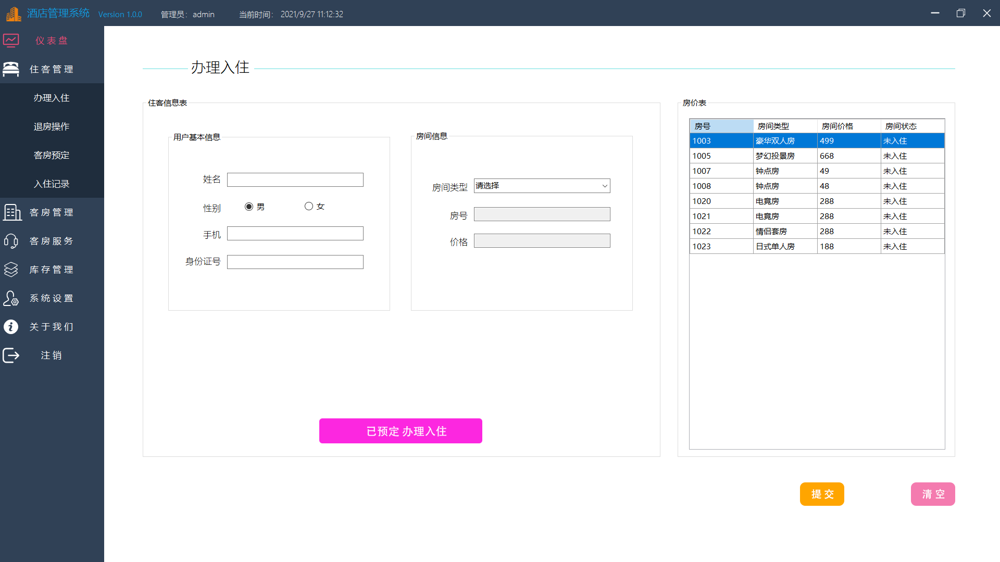 酒店管理系统 Version 1.0.0 管理员: admin 当前时间: 2021/9/27 11:12:32
仪表盘
住客管理
办理入住
退房操作
客房预定
入住记录
客房管理
客房服务
库存管理
系统设置
关于我们
注销
办理入住
住客信息表
用户基本信息
姓名
性别 男 女
手机
身份证号
房间信息
房间类型 请选择
房号
价格
已预定 办理入住
房价表
房号 房间类型 房间价格 房间状态
1003 豪华双人房 499 未入住
1005 梦幻投景房 668 未入住
1007 钟点房 49 未入住
1008 钟点房 48 未入住
1020 电竟房 288 未入住
1021 电竟房 288 未入住
1022 情侣套房 288 未入住
1023 日式单人房 188 未入住
提交 清空